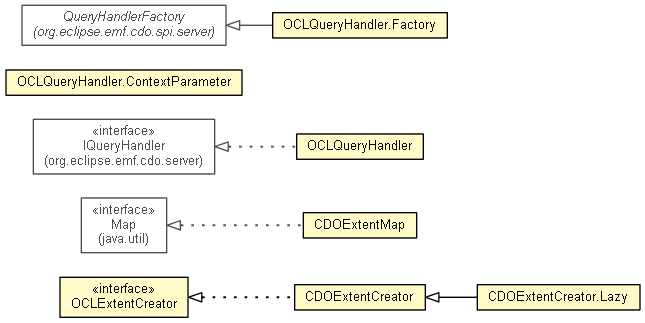 QueryHandlerFactory
(org.eclipse.emf.cdo.spi.server)
OCLQueryHandler.Factory
OCLQueryHandler.ContextParameter
«interface»
IQueryHandler
(org.eclipse.emf.cdo.server)
OCLQueryHandler
«interface»
Map
(java.util)
CDOExtentMap
«interface»
OCLExtentCreator
CDOExtentCreator
CDOExtentCreator.Lazy